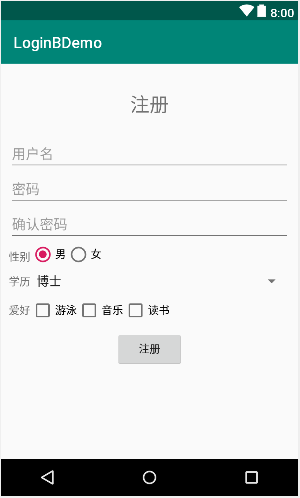 8:00
LoginBDemo
注册
用户名
密码
确认密码
性别 男 女
学历 博士
爱好 游泳 音乐 读书
注册